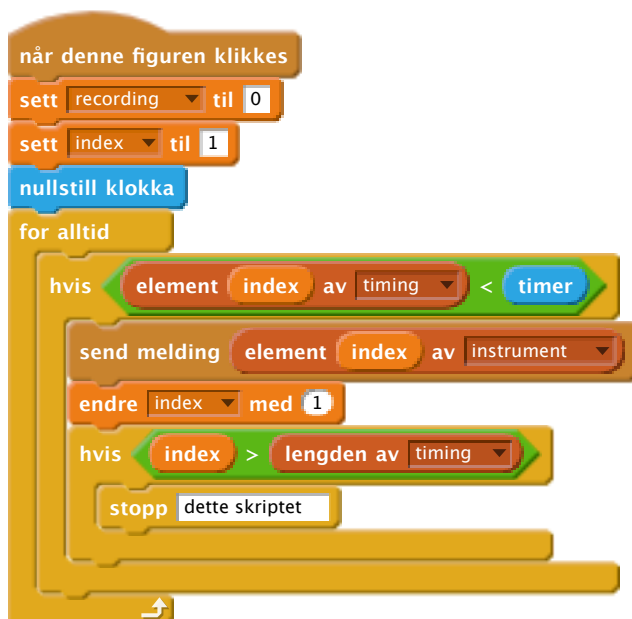 når denne figuren klikkes
sett recording til 0
sett index til 1
nullstill klokka
for alltid
hvis element index av timing < timer
send melding element index av instrument
endre index med 1
hvis index > lengden av timing
stopp dette skriptet